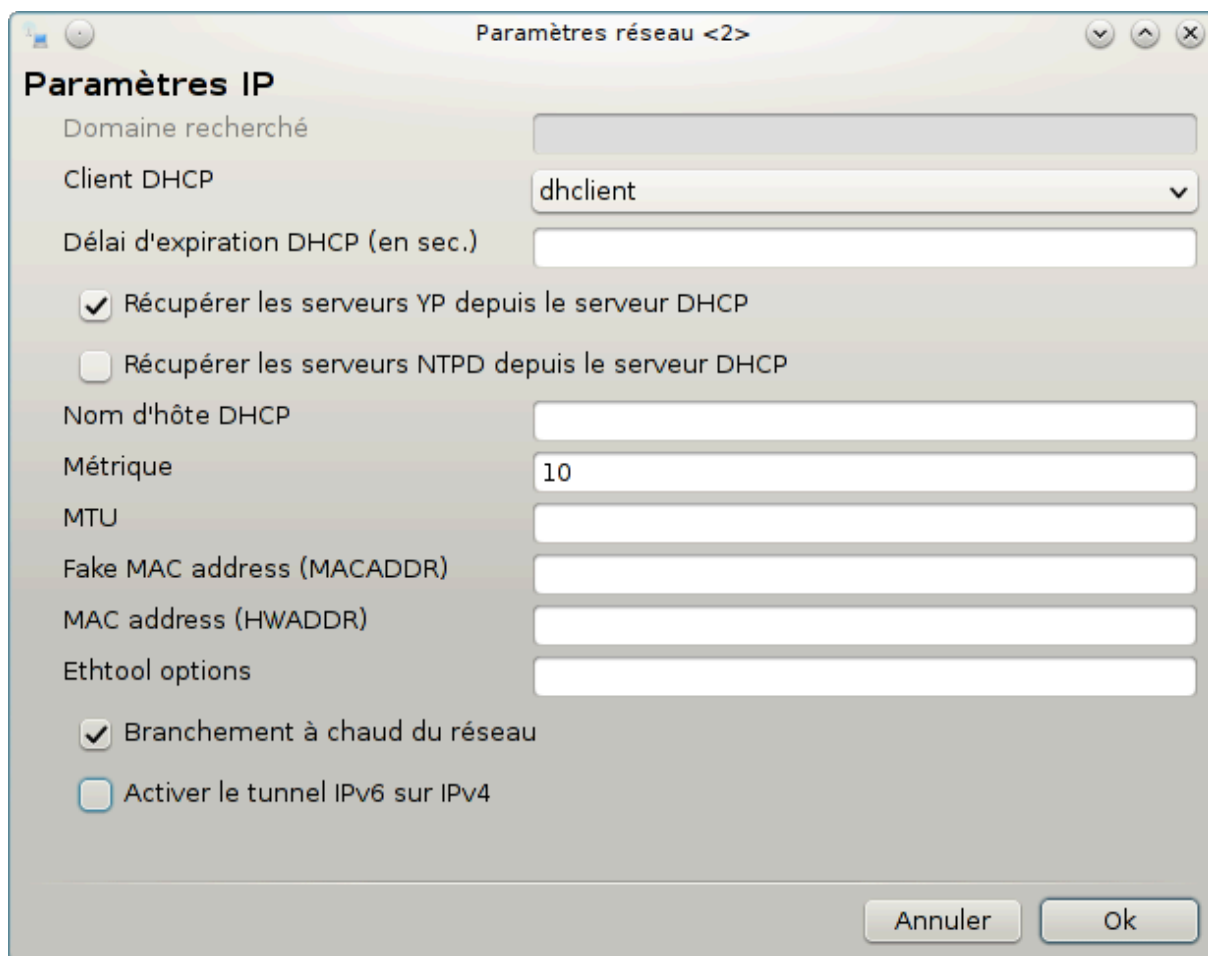 Paramètres réseau <2>
Paramètres IP
Domaine recherché
Client DHCP
dhclient
Délai d'expiration DHCP (en sec.)
Récupérer les serveurs YP depuis le serveur DHCP
Récupérer les serveurs NTPD depuis le serveur DHCP
Nom d'hôte DHCP
Métrique
10
MTU
Fake MAC address (MACADDR)
MAC address (HWADDR)
Ethtool options
Branchement à chaud du réseau
Activer le tunnel IPv6 sur IPv4
Annuler
Ok